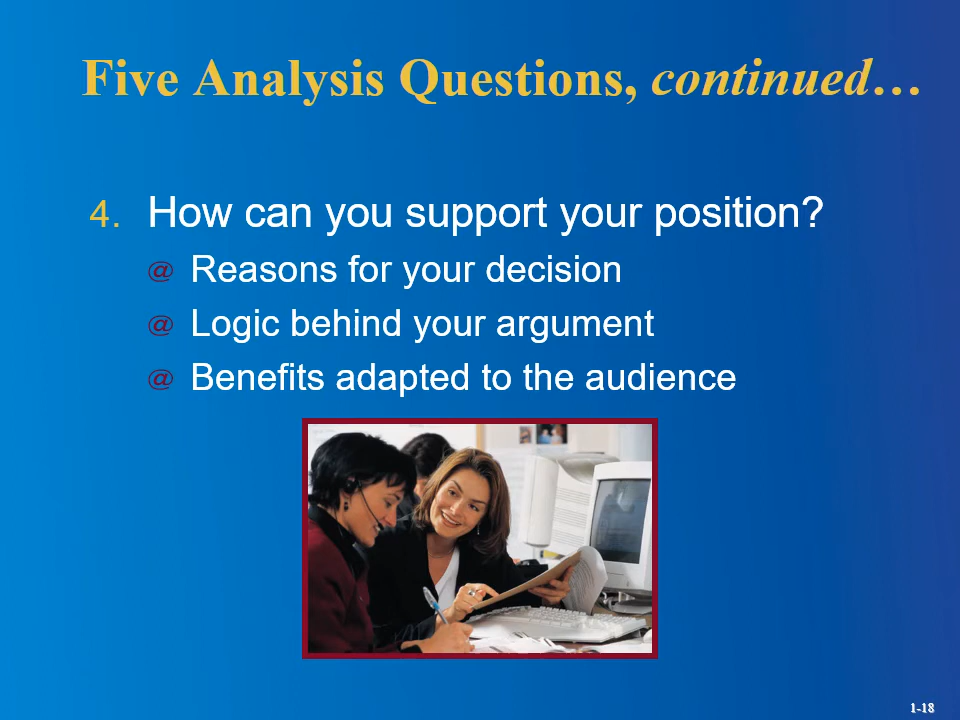 Five Analysis Questions, continued…
4. How can you support your position?
@ Reasons for your decision
@ Logic behind your argument
@ Benefits adapted to the audience
1-18